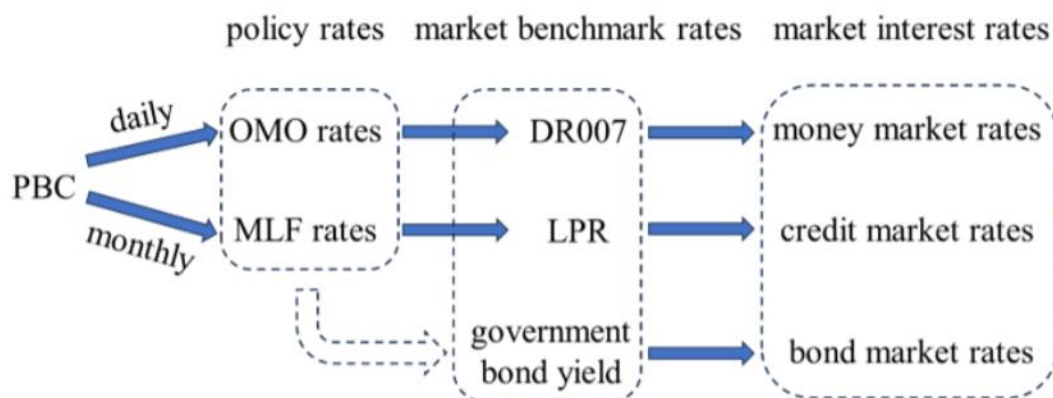 policy rates market benchmark rates market interest rates
daily
OMO rates DR007 money market rates
PBC
MLF rates LPR credit market rates
monthly
government
bond yield bond market rates